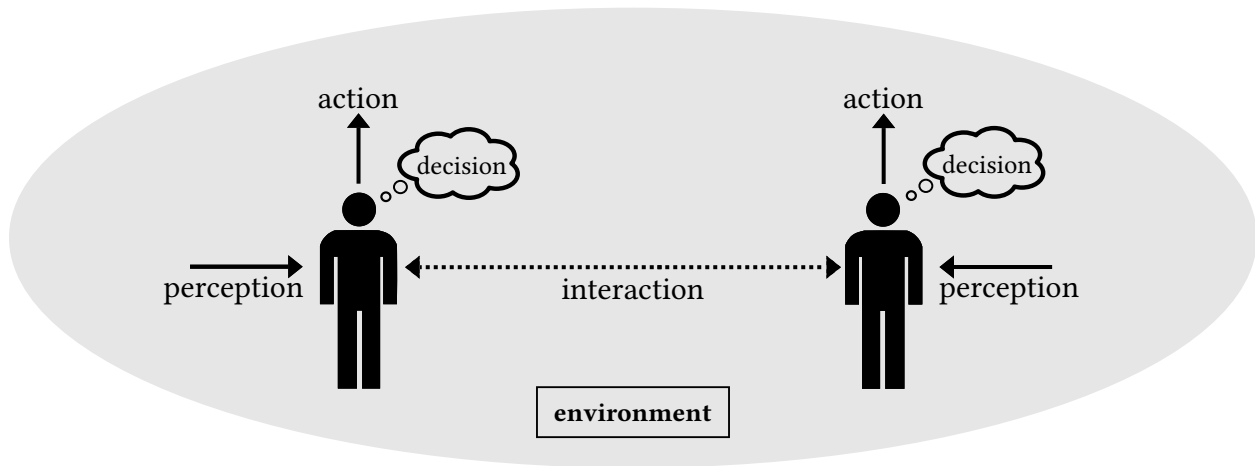 action
action
decision
decision
perception
interaction
perception
environment